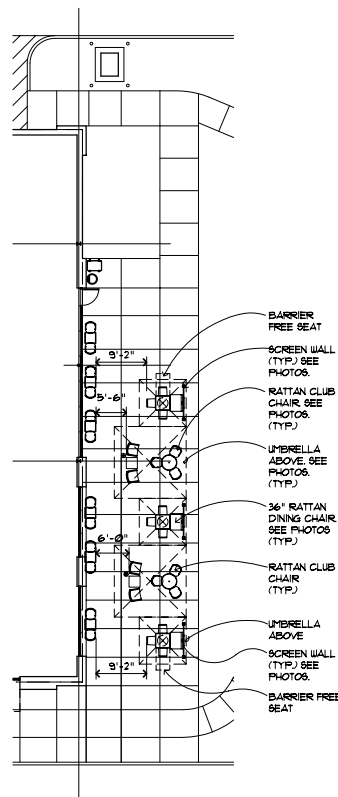 BARRIER
FREE SEAT
9'-2"
SCREEN WALL
(TYP.) SEE
PHOTOS.
5'-6"
RATTAN CLUB
CHAIR. SEE
PHOTOS.
(TYP.)
UMBRELLA
ABOVE. SEE
PHOTOS.
(TYP.)
36" RATTAN
DINING CHAIR.
SEE PHOTOS
(TYP.)
6'-0"
RATTAN CLUB
CHAIR
(TYP.)
UMBRELLA
ABOVE
SCREEN WALL
(TYP.) SEE
PHOTOS.
9'-2"
BARRIER FREE
SEAT